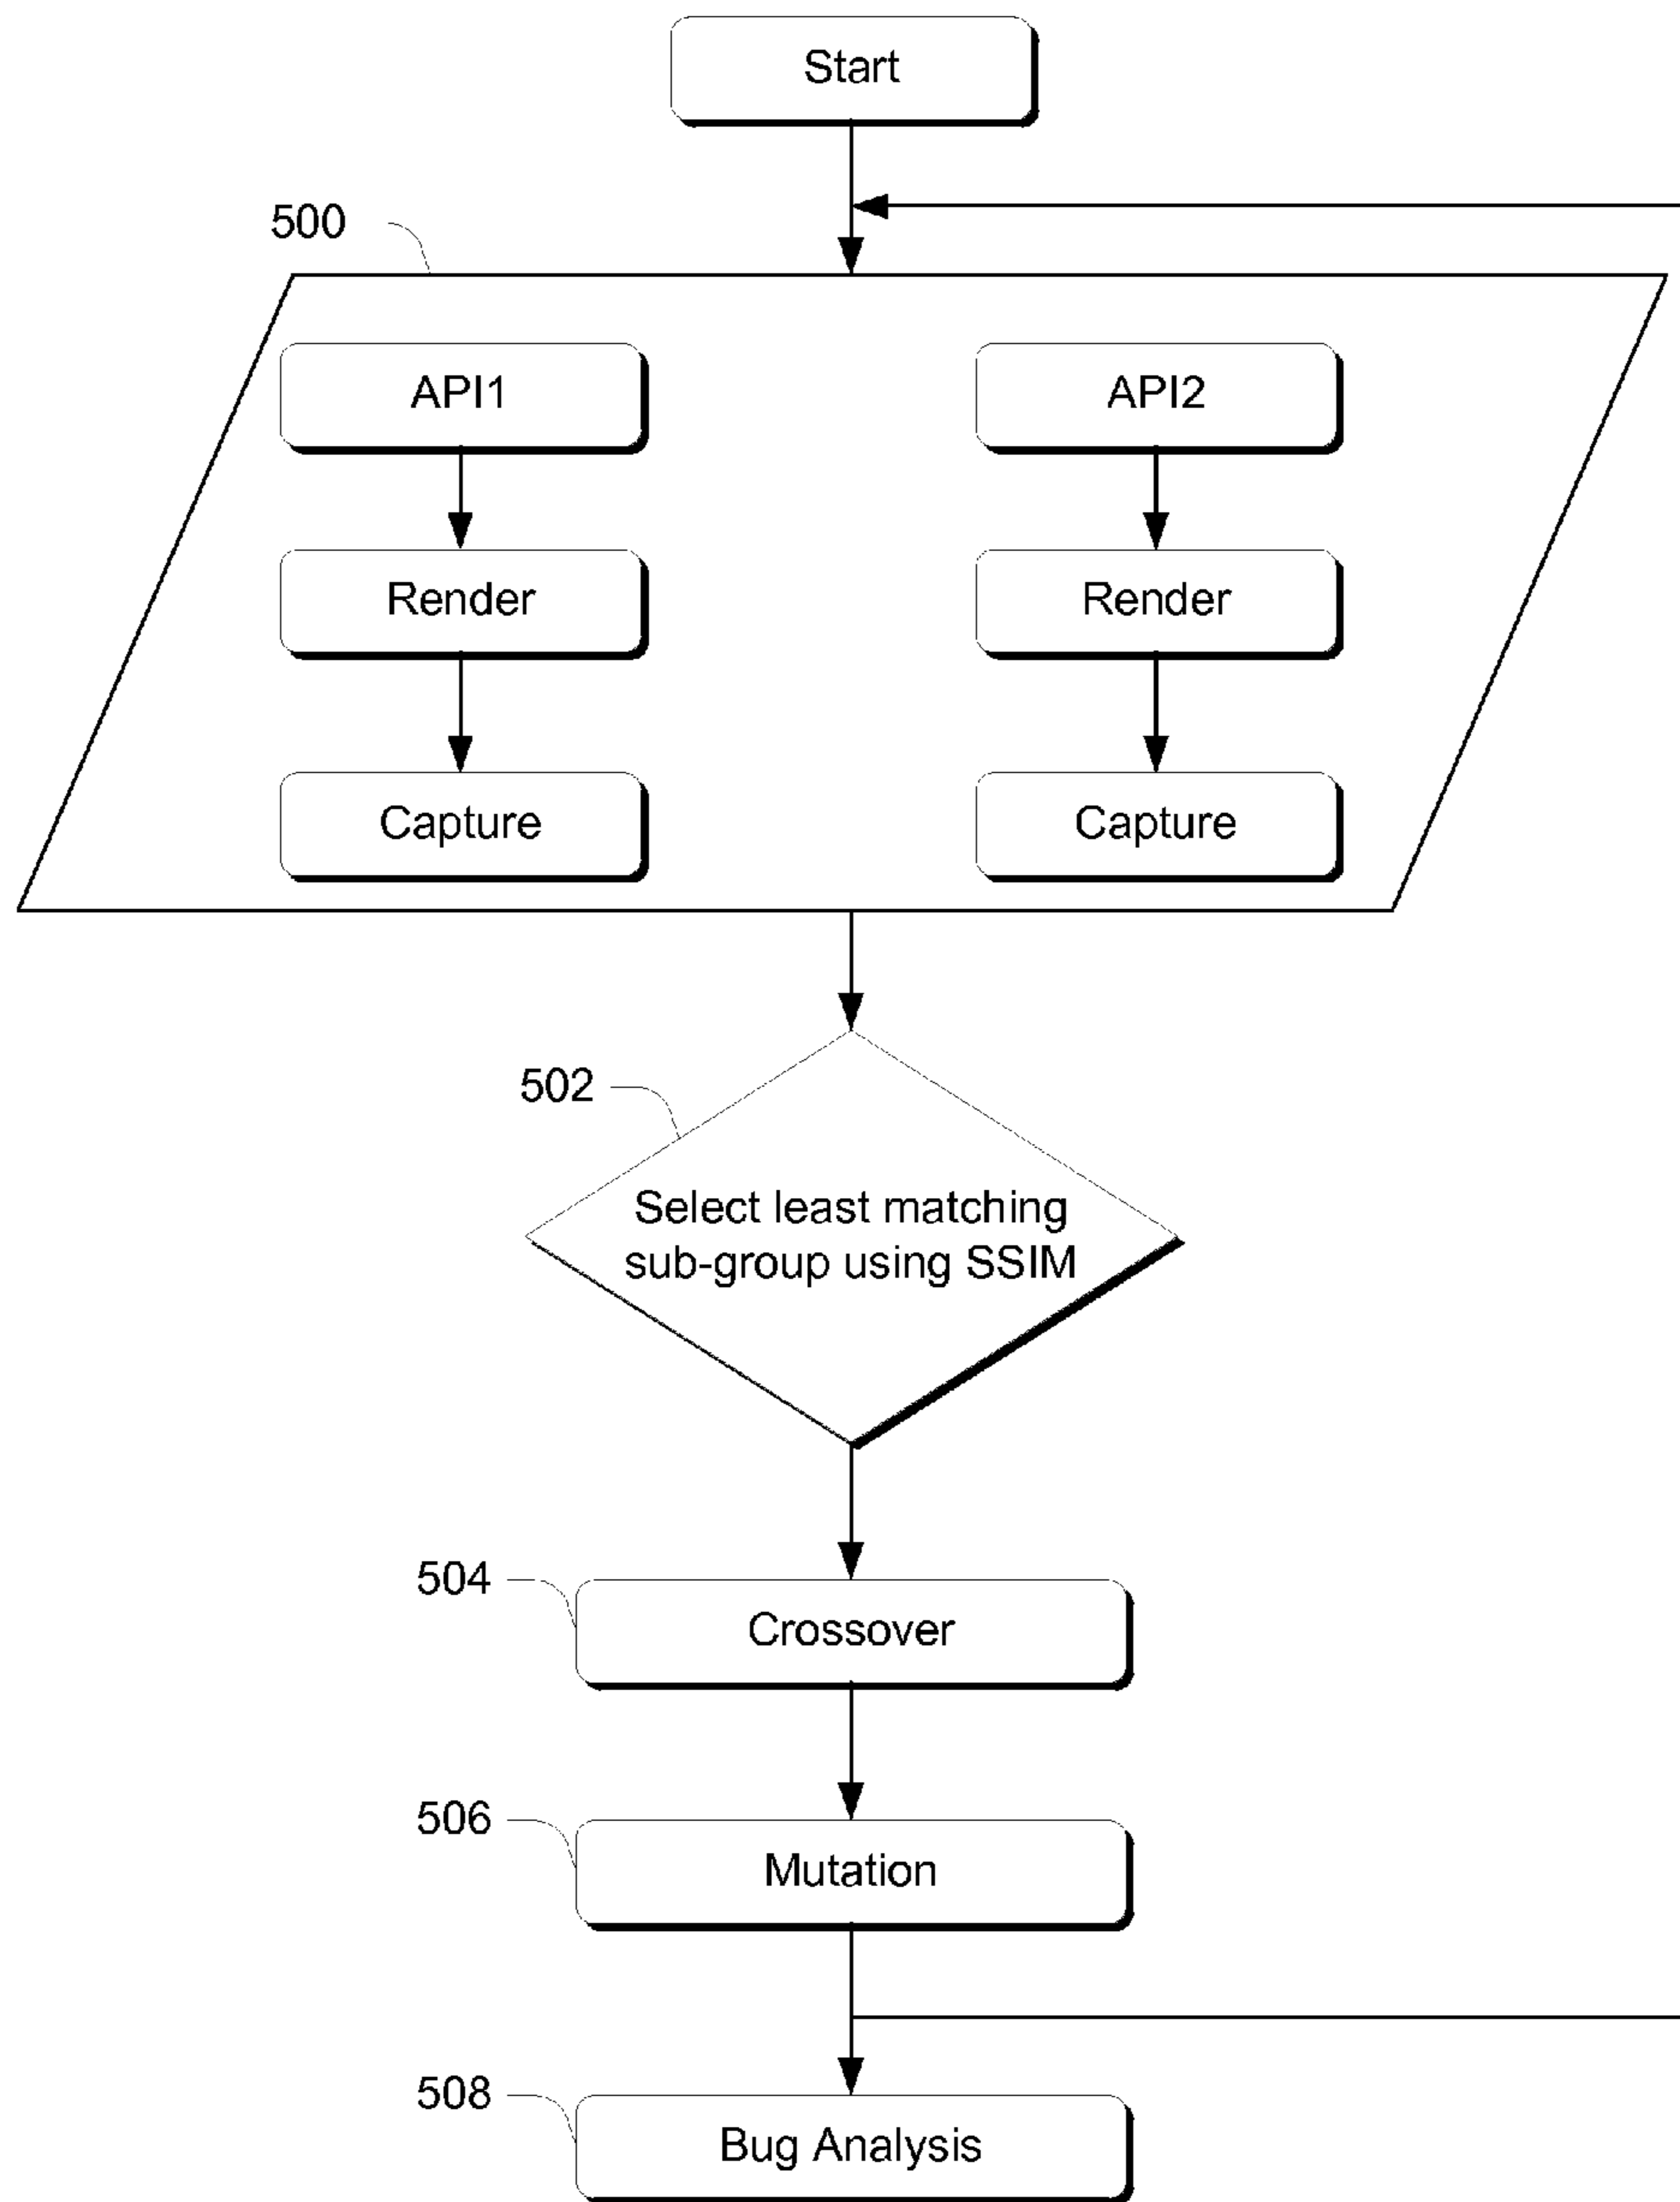 Start
500
API1
API2
Render
Render
Capture
Capture
502
Select least matching
sub-group using SSIM
504
Crossover
506
Mutation
508
Bug Analysis